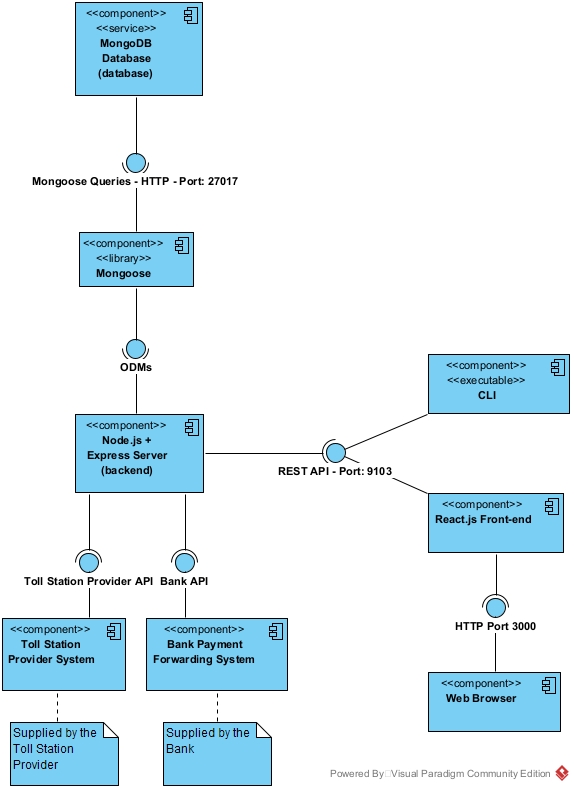 <<component>>
<<service>>
MongoDB
Database
(database)
Mongoose Queries - HTTP - Port: 27017
<<component>>
<<library>>
Mongoose
ODMs
<<component>>
Node.js +
Express Server
(backend)
<<component>>
<<executable>>
CLI
REST API - Port: 9103
<<component>>
React.js Front-end
Toll Station Provider API
Bank API
HTTP Port 3000
<<component>>
Toll Station
Provider System
<<component>>
Bank Payment
Forwarding System
<<component>>
Web Browser
Supplied by the
Toll Station
Provider
Supplied by the
Bank
Powered By Visual Paradigm Community Edition